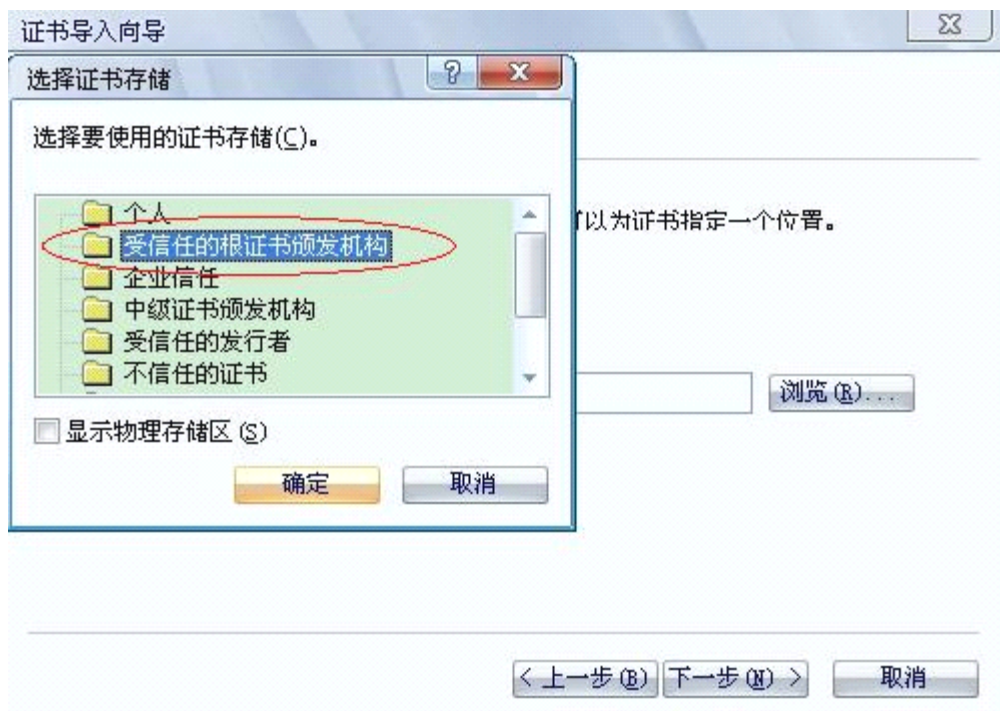 证书导入向导
选择证书存储
选择要使用的证书存储(C)。
个人
受信任的根证书颁发机构
企业信任
中级证书颁发机构
受信任的发行者
不信任的证书
显示物理存储区(S)
确定
取消
可以为证书指定一个位置。
浏览(R)...
< 上一步(B)
下一步(N) >
取消